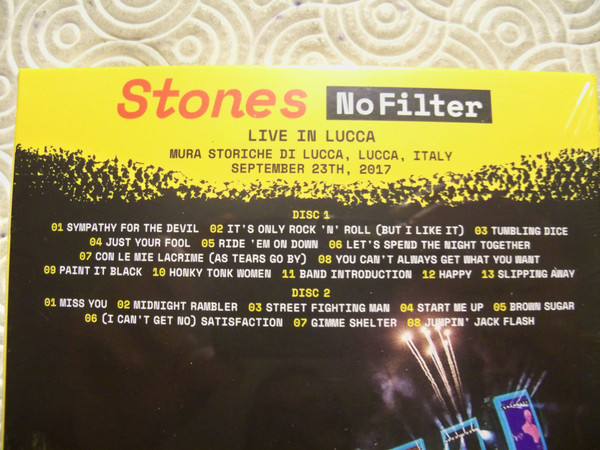 Stones NoFilter
LIVE IN LUCCA
MURA STORICHE DI LUCCA, LUCCA, ITALY
SEPTEMBER 23TH, 2017
DISC 1
01 SYMPATHY FOR THE DEVIL 02 IT'S ONLY ROCK 'N' ROLL (BUT I LIKE IT) 03 TUMBLING DICE
04 JUST YOUR FOOL 05 RIDE 'EM ON DOWN 06 LET'S SPEND THE NIGHT TOGETHER
07 CON LE MIE LACRIME (AS TEARS GO BY) 08 YOU CAN'T ALWAYS GET WHAT YOU WANT
09 PAINT IT BLACK 10 HONKY TONK WOMEN 11 BAND INTRODUCTION 12 HAPPY 13 SLIPPING AWAY
DISC 2
01 MISS YOU 02 MIDNIGHT RAMBLER 03 STREET FIGHTING MAN 04 START ME UP 05 BROWN SUGAR
06 (I CAN'T GET NO) SATISFACTION 07 GIMME SHELTER 08 JUMPIN' JACK FLASH